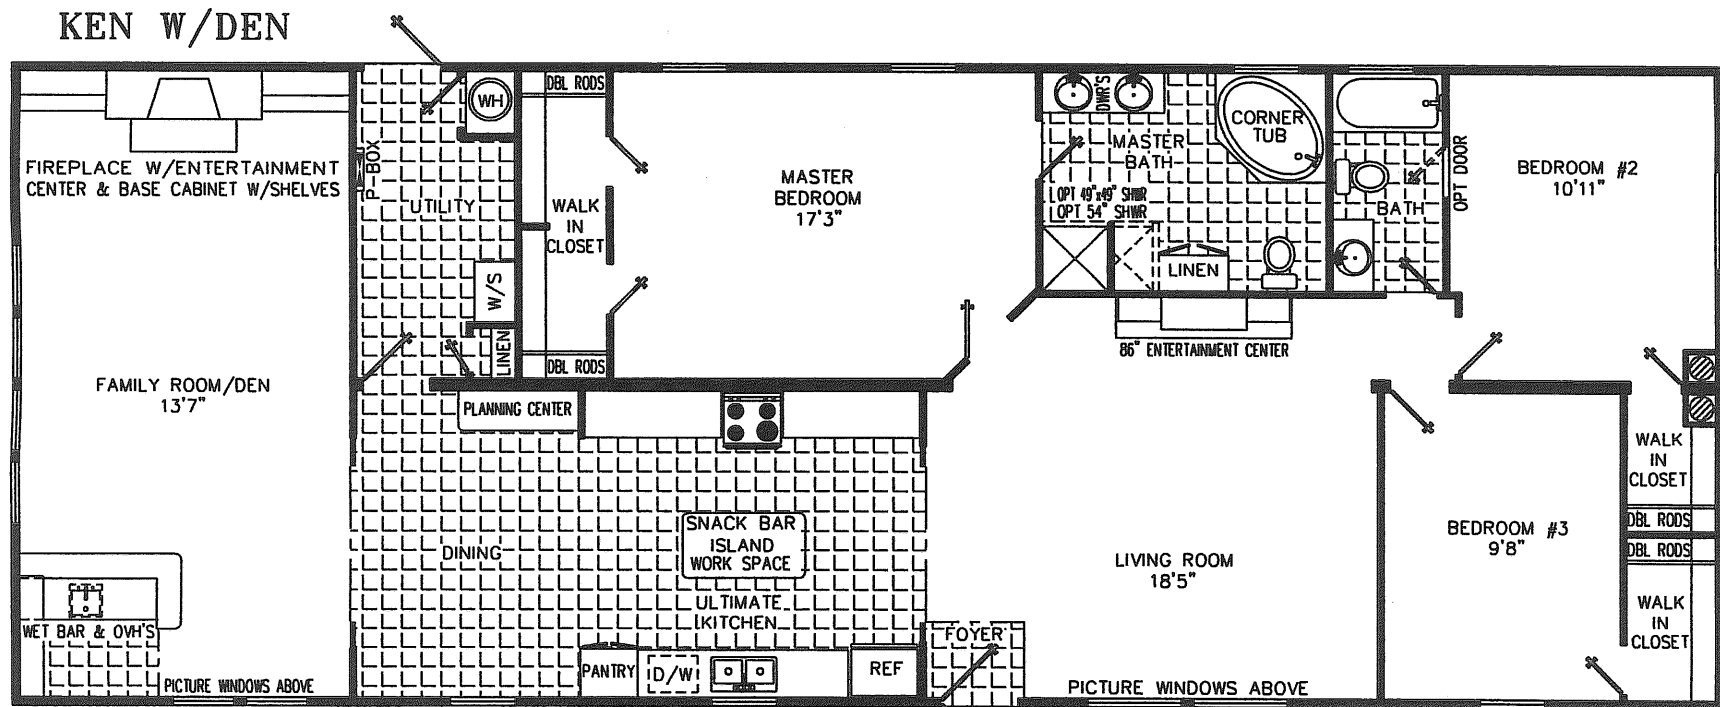 KEN W/DEN
FIREPLACE W/ENTERTAINMENT
CENTER & BASE CABINET W/SHELVES
P-BOX
WH
UTILITY
W/S
LINEN
DBL RODS
WALK
IN
CLOSET
DBL RODS
MASTER
BEDROOM
17'3"
DWR'S
MASTER
BATH
CORNER
TUB
OPT 49"x49" SHWR
OPT 54" SHWR
LINEN
86" ENTERTAINMENT CENTER
BATH
OPT DOOR
BEDROOM #2
10'11"
FAMILY ROOM/DEN
13'7"
PLANNING CENTER
DINING
SNACK BAR
ISLAND
WORK SPACE
ULTIMATE
KITCHEN
PANTRY
D/W
REF
FOYER
LIVING ROOM
18'5"
PICTURE WINDOWS ABOVE
BEDROOM #3
9'8"
WALK
IN
CLOSET
DBL RODS
DBL RODS
WALK
IN
CLOSET
WET BAR & OVH'S
PICTURE WINDOWS ABOVE